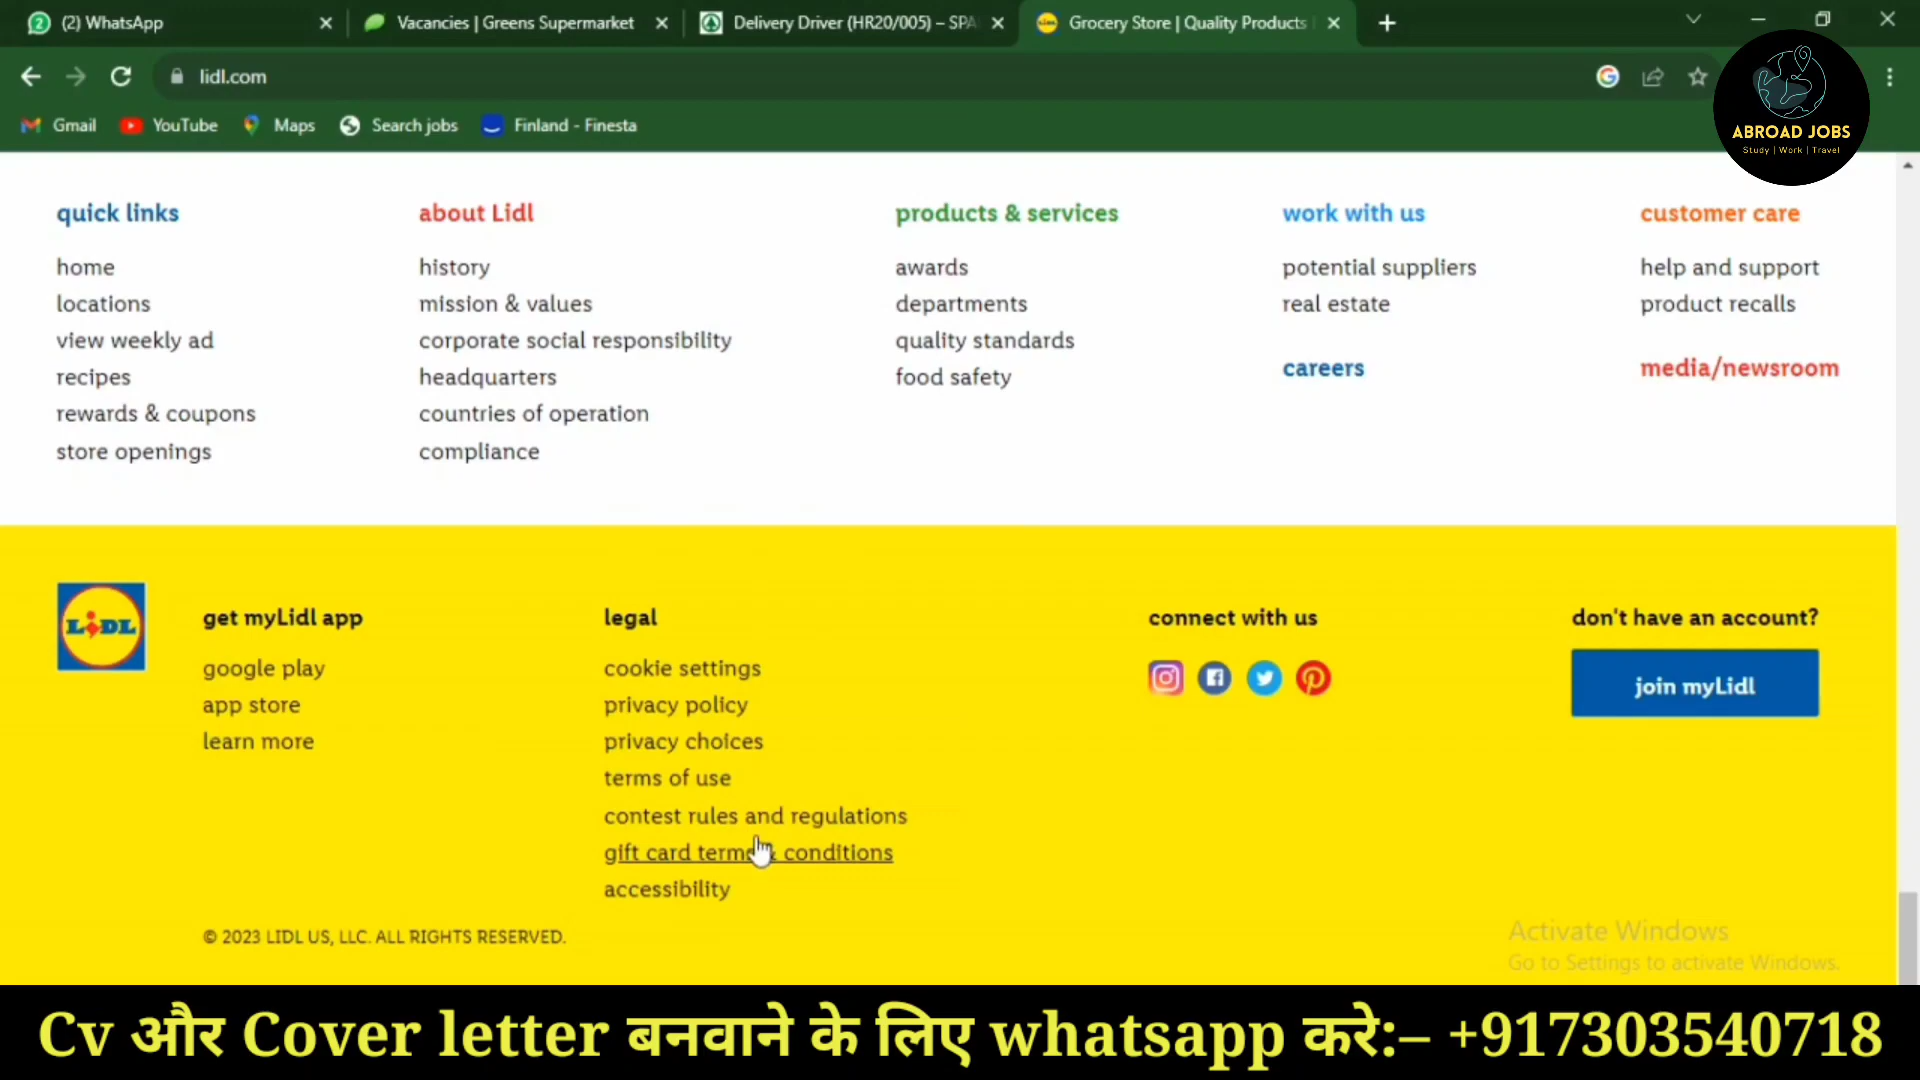 (2) WhatsApp
Vacancies | Greens Supermarket
Delivery Driver (HR20/005) – SPA
Grocery Store | Quality Products
lidl.com
Gmail
YouTube
Maps
Search jobs
Finland - Finesta
ABROAD JOBS
Study | Work | Travel
quick links
home
locations
view weekly ad
recipes
rewards & coupons
store openings
about Lidl
history
mission & values
corporate social responsibility
headquarters
countries of operation
compliance
products & services
awards
departments
quality standards
food safety
work with us
potential suppliers
real estate
careers
customer care
help and support
product recalls
media/newsroom
LIDL
get myLidl app
google play
app store
learn more
legal
cookie settings
privacy policy
privacy choices
terms of use
contest rules and regulations
gift card terms & conditions
accessibility
connect with us
don't have an account?
join myLidl
© 2023 LIDL US, LLC. ALL RIGHTS RESERVED.
Activate Windows
Go to Settings to activate Windows.
Cv और Cover letter बनवाने के लिए whatsapp करे:– +917303540718